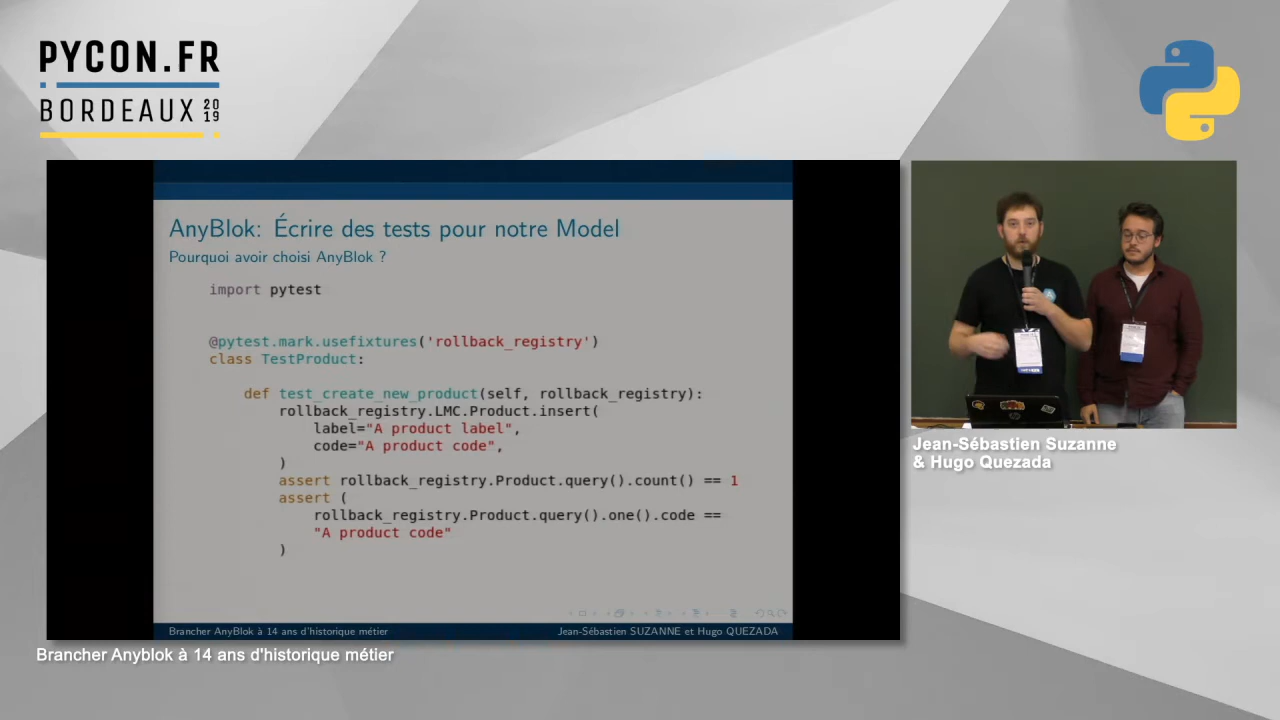 PYCON.FR
BORDEAUX 2019
AnyBlok: Écrire des tests pour notre Model
Pourquoi avoir choisi AnyBlok ?
import pytest
@pytest.mark.usefixtures('rollback_registry')
class TestProduct:
def test_create_new_product(self, rollback_registry):
rollback_registry.LMC.Product.insert(
label="A product label",
code="A product code",
)
assert rollback_registry.Product.query().count() == 1
assert (
rollback_registry.Product.query().one().code ==
"A product code"
)
Brancher AnyBlok à 14 ans d'historique métier
Jean-Sébastien SUZANNE et Hugo QUEZADA
Jean-Sébastien Suzanne
& Hugo Quezada
Brancher Anyblok à 14 ans d'historique métier